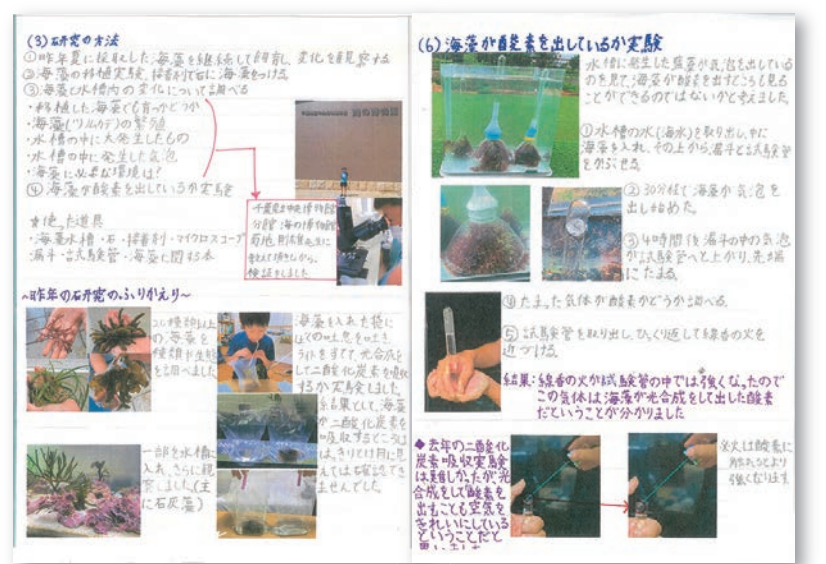 (3)研究の方法
①昨年夏に採取した海藻を継続して飼育し、変化を観察する
②海藻の移植実験、接着剤で石に海藻をつける
③海藻と水槽内の変化について調べる
・移植した海藻でも育つかどうか
・海藻(ツルカタ)の繁殖
・水槽の中に大発生したもの
・水槽の中に発生した気泡
・海藻に必要な環境は?
④海藻が酸素を出しているか実験
★使った道具
・海藻水槽・石・接着剤・マイクロスコープ
漏斗・試験管・海藻に関する本
千葉県立中央博物館
分館 海の博物館
菊地則雄先生に
教えて頂きながら、
検証をしました
~昨年の研究のふりかえり~
20種類以上
の海藻を
種類や生態
を調べました
一部を水槽に
入れ、さらに観
察しました(主
に石灰藻)
海藻を入れた袋に
ぼくの吐息を吐き
ライトをあてて、光合成を
して二酸化炭素を吸収
するか実験しました。
結果として、海藻
が二酸化炭素を
吸収するところは
はっきりとは目に見
えては確認でき
ませんでした。
(6)海藻が酸素を出しているか実験
水槽に発生した藍藻が気泡を出している
のを見て、海藻が酸素を出すところも見る
ことができるのではないかと考えました。
①水槽の水(海水)を取り出し、中に
海藻を入れ、その上から漏斗と試験管
をかぶせる。
②30分程で海藻が気泡を
出し始めた。
③4時間後漏斗の中の気泡
が試験管へと上がり、先端
にたまる。
④たまった気体が酸素かどうか調べる。
⑤試験管を取り出し、ひっくり返して線香の火を
近づける。
結果:線香の火が試験管の中では強くなったので
この気体は海藻が光合成をして出した酸素
だということが分かりました
◆去年の二酸化
炭素吸収実験
は難しかったが光
合成をして酸素を
出すことも空気を
きれいにしている
ということだと
思いました
※火は酸素に
触れるとより
強くなります